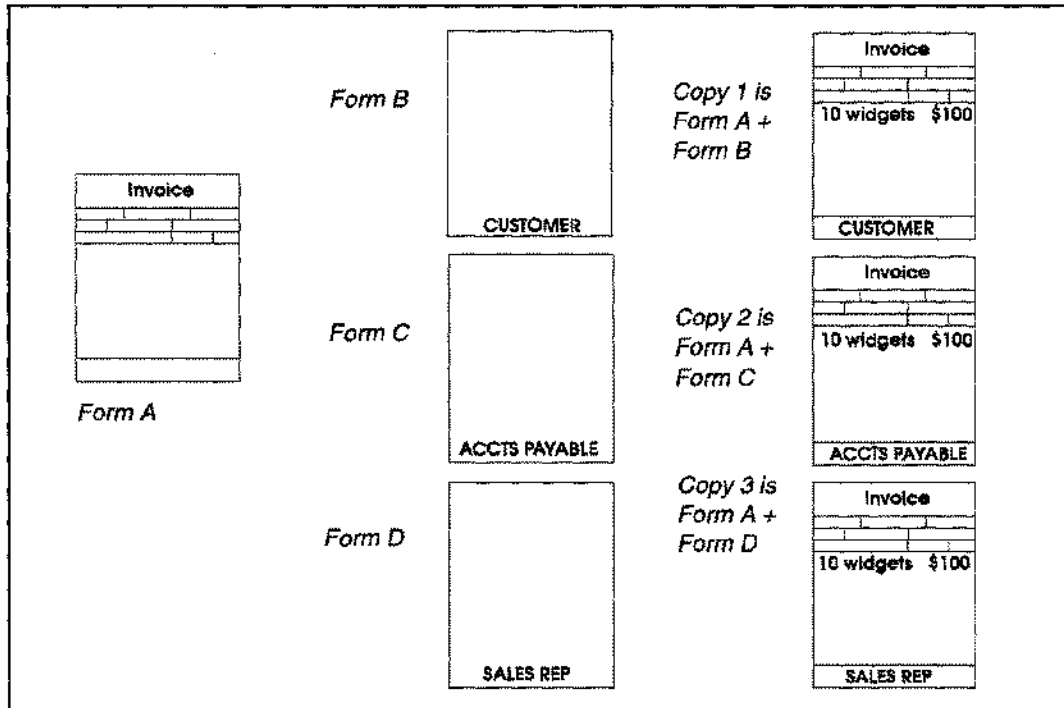 Invoice
Form A
Form B
CUSTOMER
Form C
ACCTS PAYABLE
Form D
SALES REP
Copy 1 is
Form A +
Form B
Invoice
10 widgets $100
CUSTOMER
Copy 2 is
Form A +
Form C
Invoice
10 widgets $100
ACCTS PAYABLE
Copy 3 is
Form A +
Form D
Invoice
10 widgets $100
SALES REP